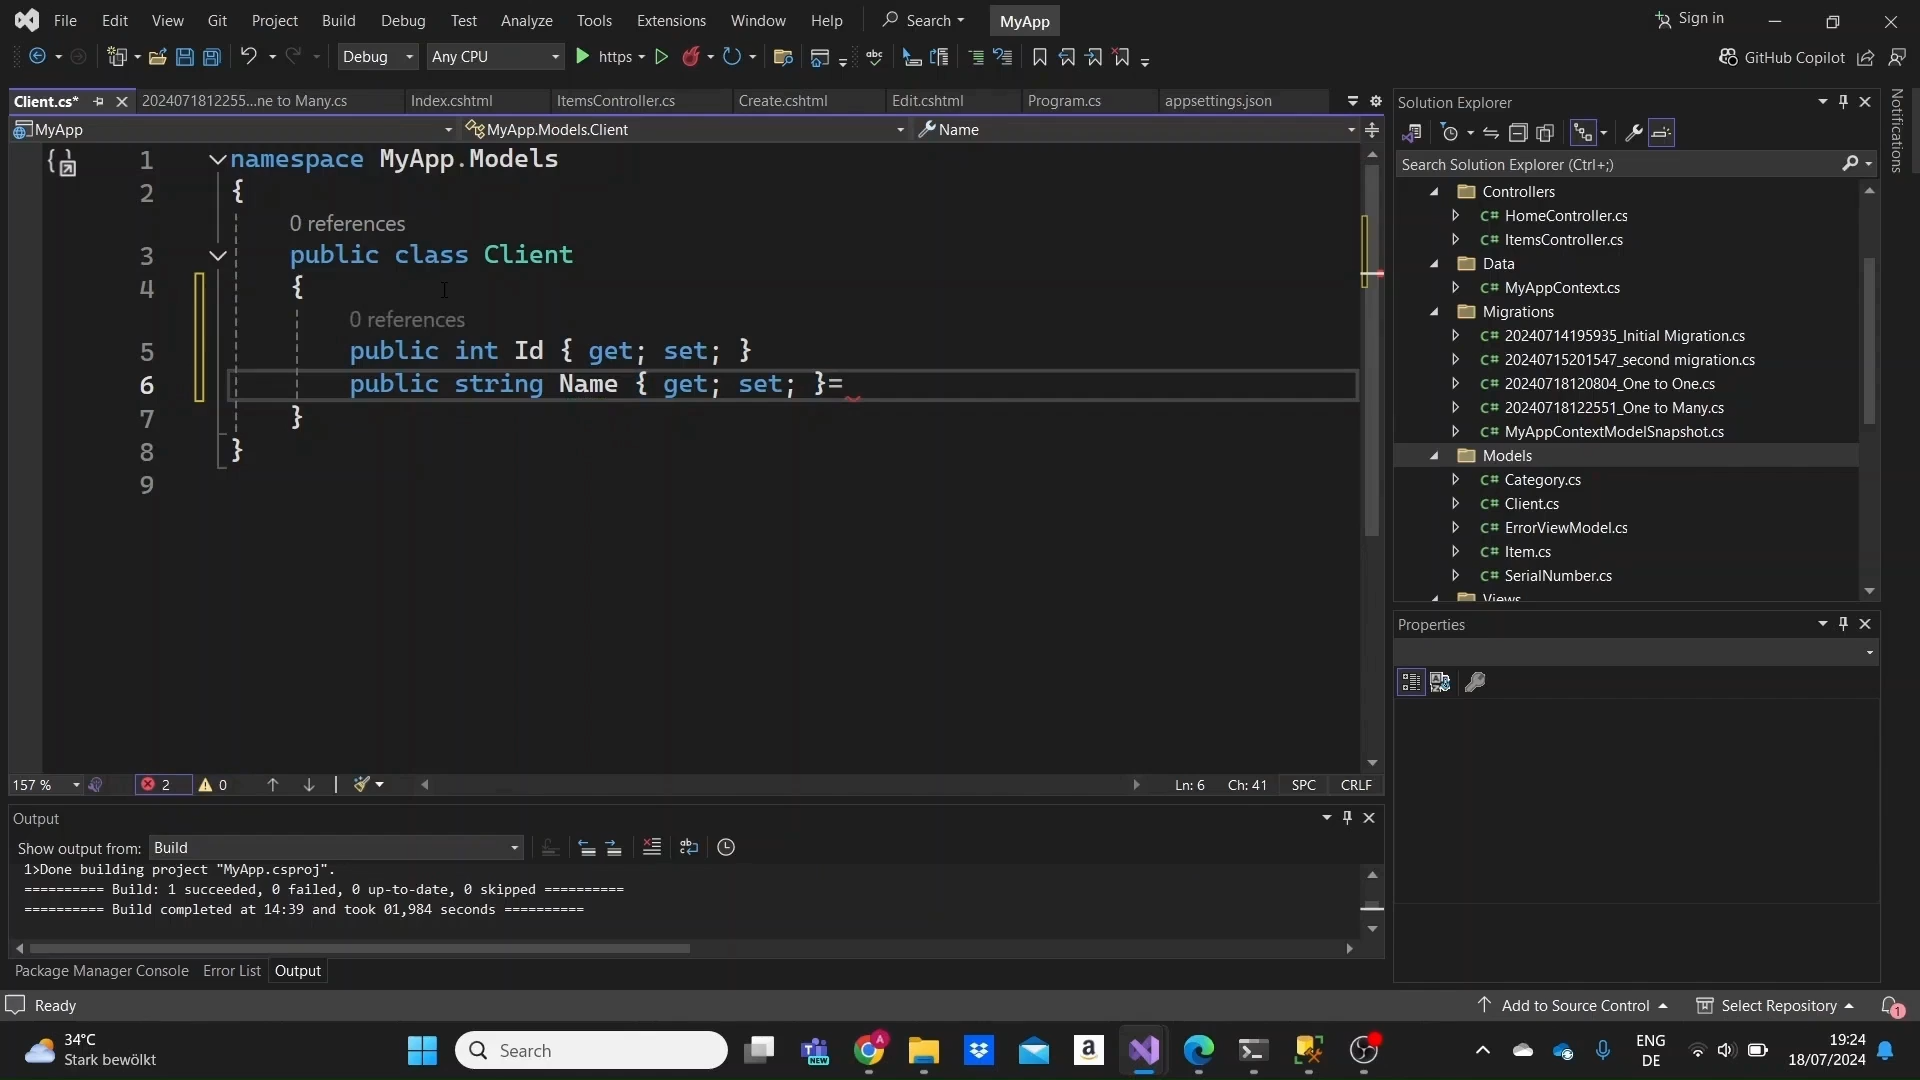 File Edit View Git Project Build Debug Test Analyze Tools Extensions Window Help Search MyApp Sign in
Debug Any CPU https GitHub Copilot
Client.cs* 2024071812255...ne to Many.cs Index.cshtml ItemsController.cs Create.cshtml Edit.cshtml Program.cs appsettings.json
MyApp MyApp.Models.Client Name
1 namespace MyApp.Models
2 {
0 references
3 public class Client
4 {
0 references
5 public int Id { get; set; }
6 public string Name { get; set; }=
7 }
8 }
9
157 % 2 0 Ln: 6 Ch: 41 SPC CRLF
Output
Show output from: Build
1>Done building project "MyApp.csproj".
========== Build: 1 succeeded, 0 failed, 0 up-to-date, 0 skipped ==========
========== Build completed at 14:39 and took 01,984 seconds ==========
Package Manager Console Error List Output
Solution Explorer
Search Solution Explorer (Ctrl+;)
Controllers
C# HomeController.cs
C# ItemsController.cs
Data
C# MyAppContext.cs
Migrations
C# 20240714195935_Initial Migration.cs
C# 20240715201547_second migration.cs
C# 20240718120804_One to One.cs
C# 20240718122551_One to Many.cs
C# MyAppContextModelSnapshot.cs
Models
C# Category.cs
C# Client.cs
C# ErrorViewModel.cs
C# Item.cs
C# SerialNumber.cs
Views
Properties
Notifications
Ready Add to Source Control Select Repository 1
34°C
Stark bewölkt
Search
ENG
DE
19:24
18/07/2024